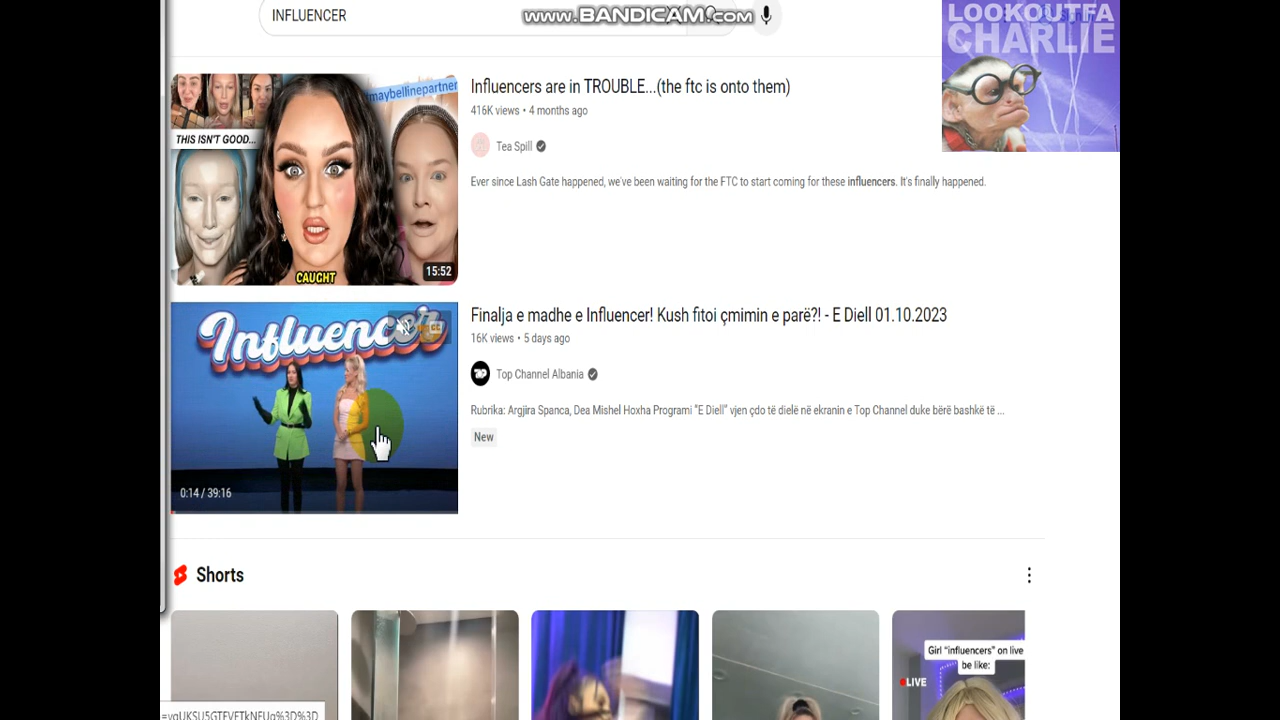 INFLUENCER
www.BANDICAM.com
LOOKOUTFA
CHARLIE
#maybellinepartner
THIS ISN'T GOOD...
CAUGHT
15:52
Influencers are in TROUBLE...(the ftc is onto them)
416K views • 4 months ago
Tea Spill
Ever since Lash Gate happened, we've been waiting for the FTC to start coming for these influencers. It's finally happened.
Influencer
0:14 / 39:16
Finalja e madhe e Influencer! Kush fitoi çmimin e parë?! - E Diell 01.10.2023
16K views • 5 days ago
TOP
Top Channel Albania
Rubrika: Argjira Spanca, Dea Mishel Hoxha Programi "E Diell" vjen çdo të dielë në ekranin e Top Channel duke bërë bashkë të ...
New
Shorts
Girl "influencers" on live
be like:
LIVE